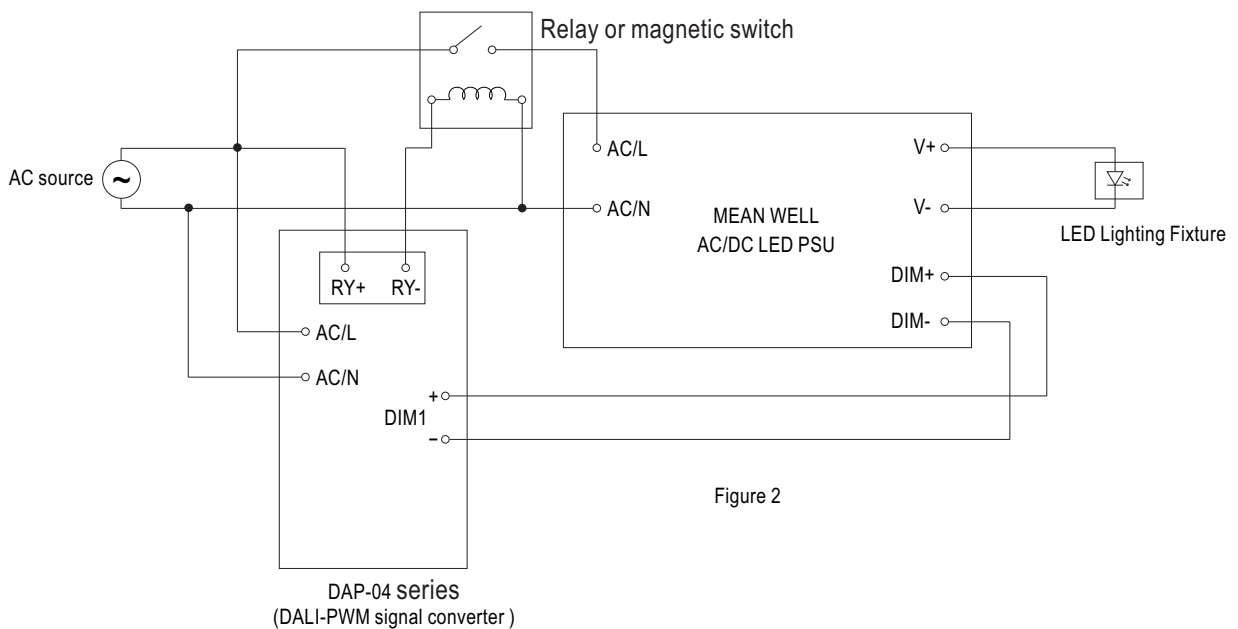 Relay or magnetic switch
AC source
~
AC/L
AC/N
MEAN WELL
AC/DC LED PSU
V+
V-
DIM+
DIM-
LED Lighting Fixture
RY+ RY-
AC/L
AC/N
+
DIM1
-
Figure 2
DAP-04 series
(DALI-PWM signal converter )